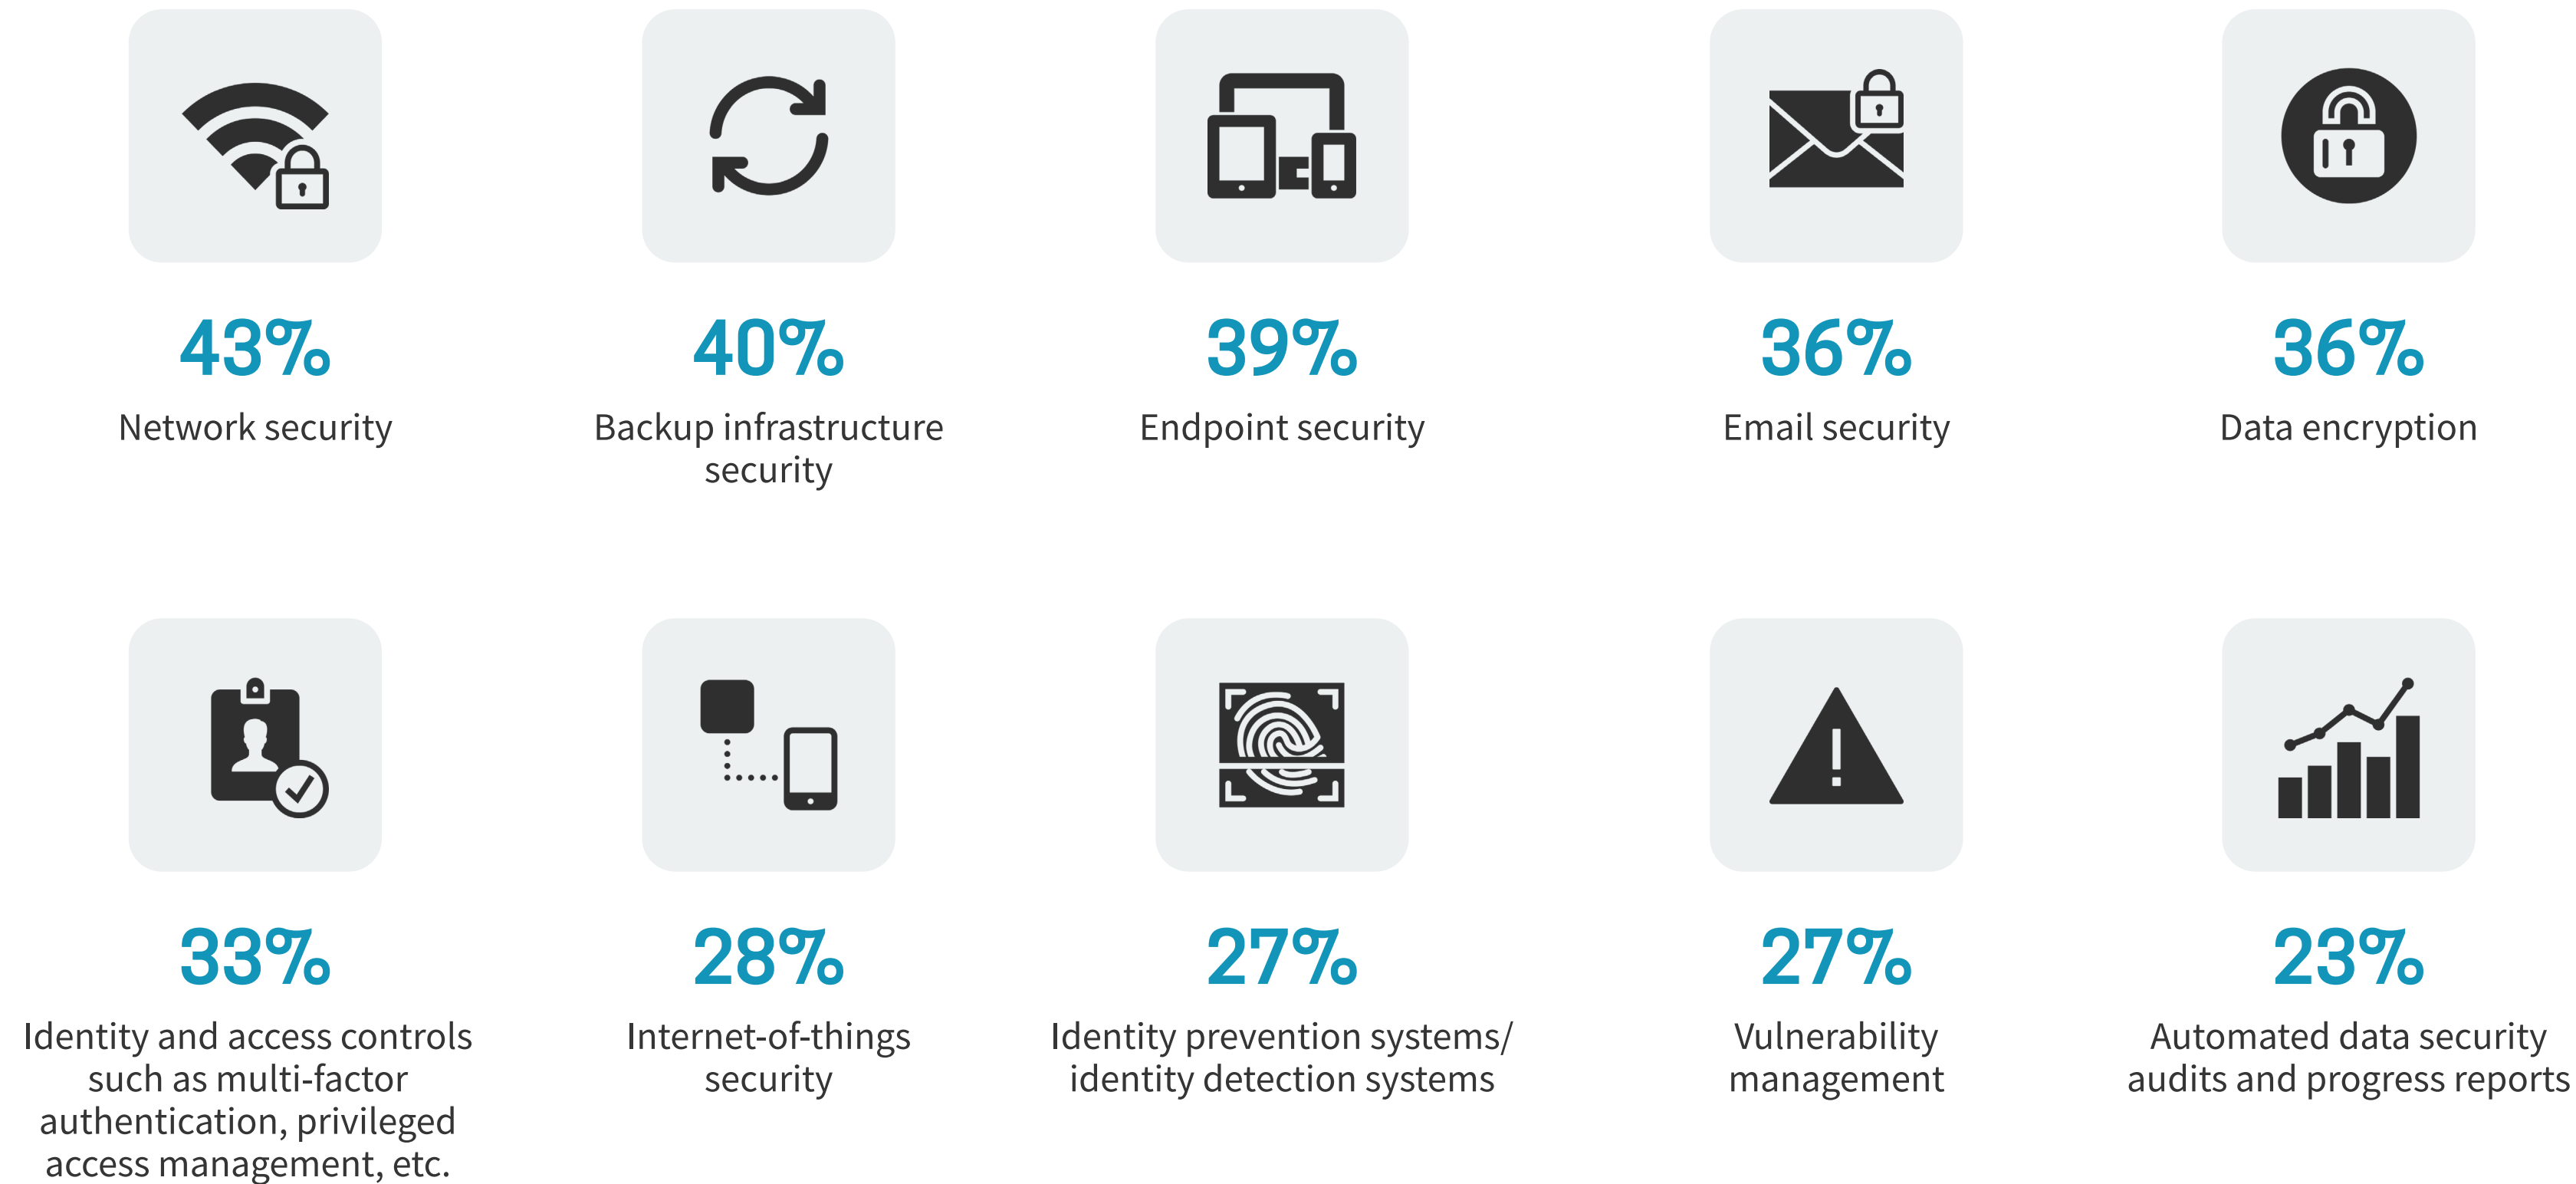 43%
Network security
40%
Backup infrastructure
security
39%
Endpoint security
36%
Email security
36%
Data encryption
33%
Identity and access controls
such as multi-factor
authentication, privileged
access management, etc.
28%
Internet-of-things
security
27%
Identity prevention systems/
identity detection systems
27%
Vulnerability
management
23%
Automated data security
audits and progress reports